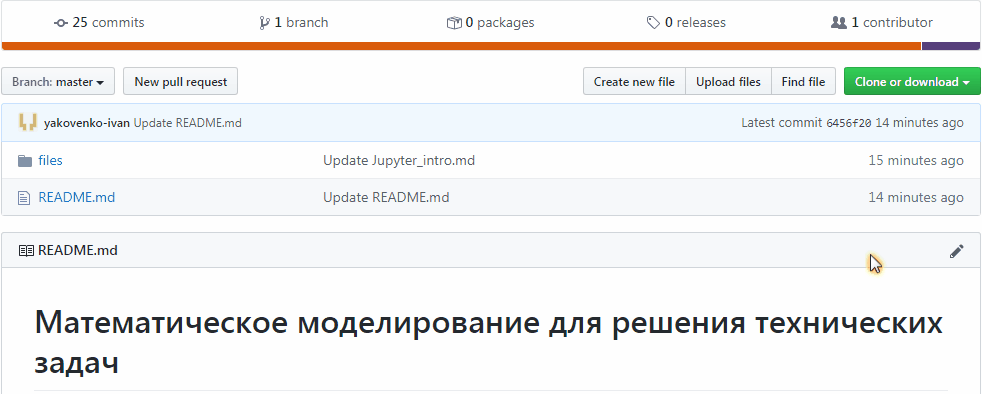 25 commits 1 branch 0 packages 0 releases 1 contributor
Branch: master New pull request Create new file Upload files Find file Clone or download
yakovenko-ivan Update README.md Latest commit 6456f20 14 minutes ago
files Update Jupyter_intro.md 15 minutes ago
README.md Update README.md 14 minutes ago
README.md
Математическое моделирование для решения технических
задач